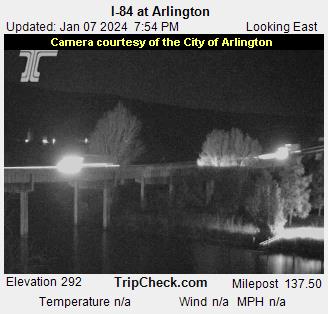 I-84 at Arlington
Updated: Jan 07 2024 7:54 PM Looking East
Camera courtesy of the City of Arlington
Elevation 292 TripCheck.com Milepost 137.50
Temperature n/a Wind n/a MPH n/a